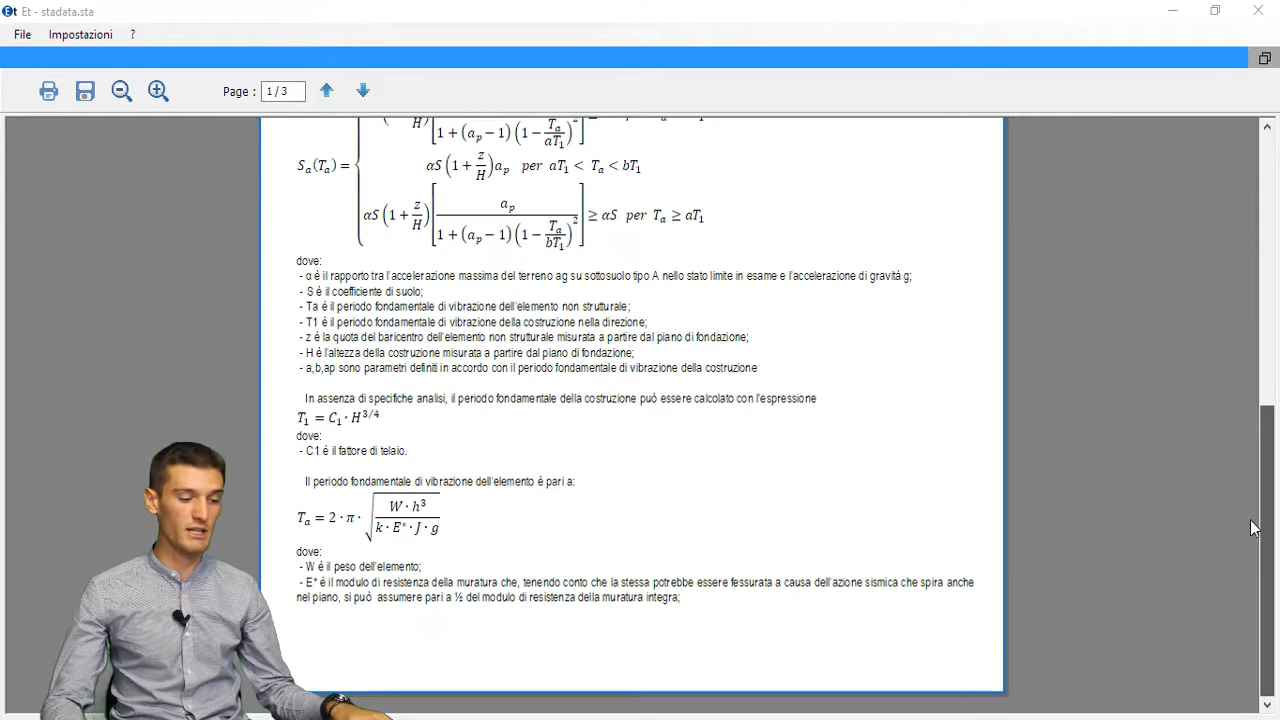 Et Et - stadata.sta
File Impostazioni ?
Page : 1 / 3
H [1 + (a_p − 1) (1 − T_a / aT_1)^2]
S_a(T_a) = { αS (1 + z/H) a_p per aT_1 < T_a < bT_1
αS (1 + z/H) [a_p / (1 + (a_p − 1) (1 − T_a / bT_1)^2)] ≥ αS per T_a ≥ aT_1
dove:
- α è il rapporto tra l'accelerazione massima del terreno ag su sottosuolo tipo A nello stato limite in esame e l'accelerazione di gravità g;
- S è il coefficiente di suolo;
- Ta è il periodo fondamentale di vibrazione dell'elemento non strutturale;
- T1 è il periodo fondamentale di vibrazione della costruzione nella direzione;
- z è la quota del baricentro dell'elemento non strutturale misurata a partire dal piano di fondazione;
- H è l'altezza della costruzione misurata a partire dal piano di fondazione;
- a,b,ap sono parametri definiti in accordo con il periodo fondamentale di vibrazione della costruzione
In assenza di specifiche analisi, il periodo fondamentale della costruzione può essere calcolato con l'espressione
T_1 = C_1 · H^3/4
dove:
- C1 è il fattore di telaio.
Il periodo fondamentale di vibrazione dell'elemento è pari a:
T_a = 2 · π · √(W · h^3 / k · E* · J · g)
dove:
- W è il peso dell'elemento;
- E* è il modulo di resistenza della muratura che, tenendo conto che la stessa potrebbe essere fessurata a causa dell'azione sismica che spira anche
nel piano, si può assumere pari a ½ del modulo di resistenza della muratura integra;